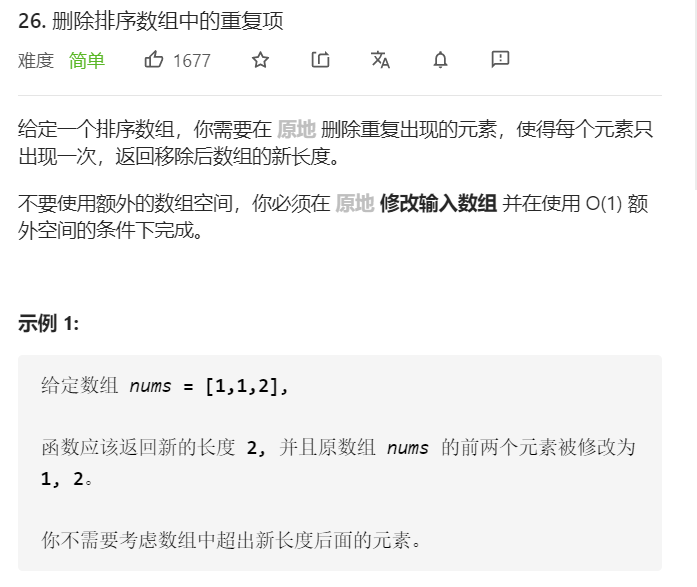 26. 删除排序数组中的重复项
难度 简单 1677
给定一个排序数组，你需要在 原地 删除重复出现的元素，使得每个元素只
出现一次，返回移除后数组的新长度。
不要使用额外的数组空间，你必须在 原地 修改输入数组 并在使用 O(1) 额
外空间的条件下完成。
示例 1:
给定数组 nums = [1,1,2],
函数应该返回新的长度 2, 并且原数组 nums 的前两个元素被修改为
1, 2。
你不需要考虑数组中超出新长度后面的元素。